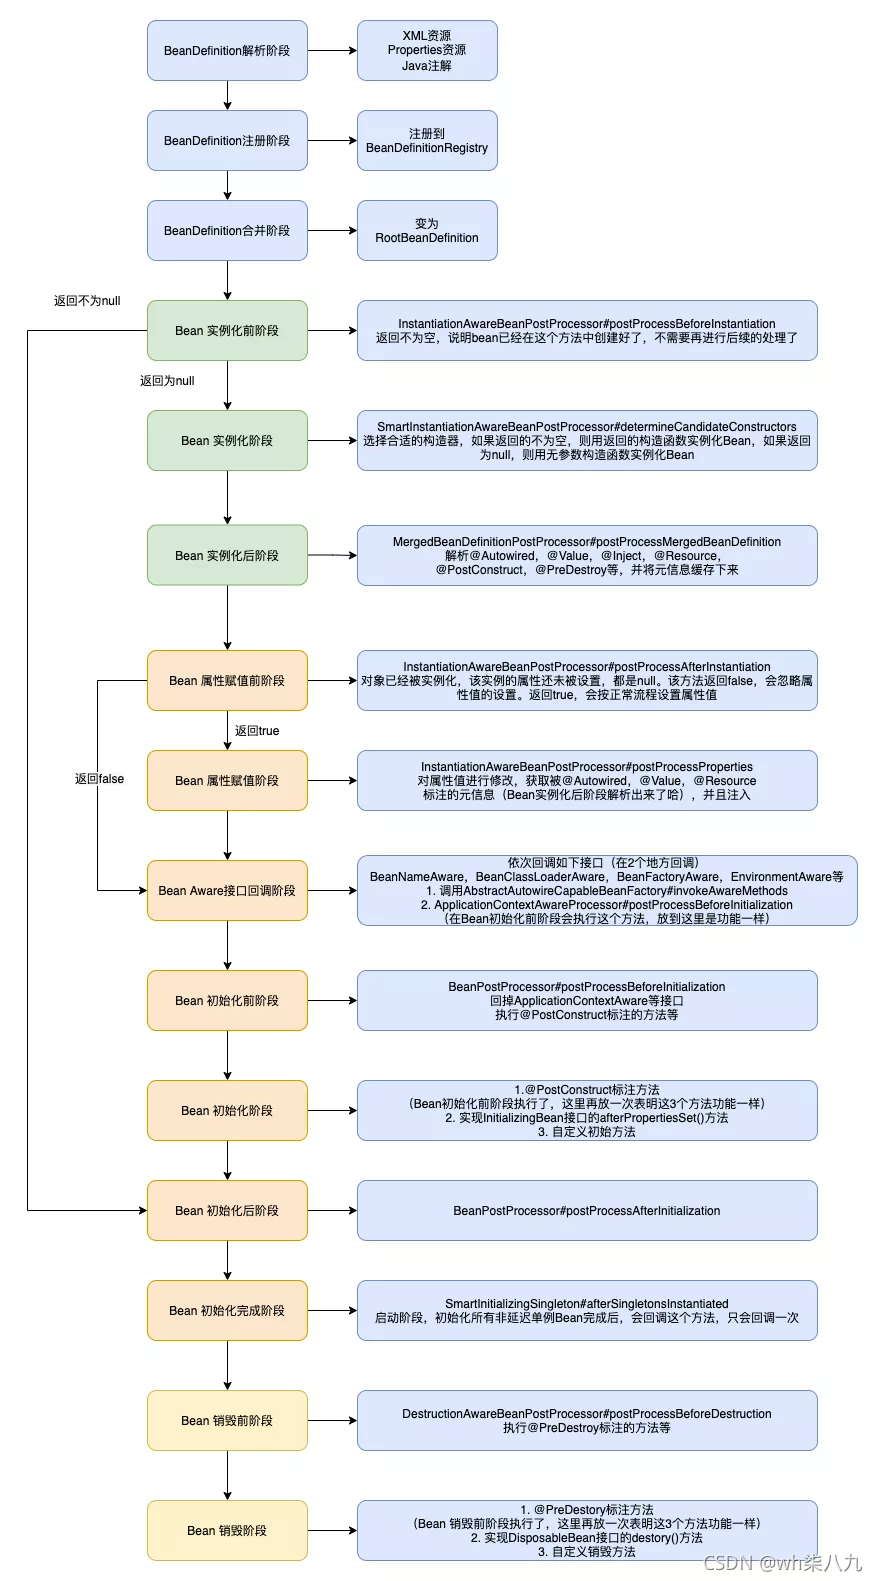 BeanDefinition解析阶段
XML资源
Properties资源
Java注解
BeanDefinition注册阶段
注册到
BeanDefinitionRegistry
BeanDefinition合并阶段
变为
RootBeanDefinition
返回不为null
Bean 实例化前阶段
InstantiationAwareBeanPostProcessor#postProcessBeforeInstantiation
返回不为空，说明bean已经在这个方法中创建好了，不需要再进行后续的处理了
返回为null
Bean 实例化阶段
SmartInstantiationAwareBeanPostProcessor#determineCandidateConstructors
选择合适的构造器，如果返回的不为空，则用返回的构造函数实例化Bean，如果返回
为null，则用无参数构造函数实例化Bean
Bean 实例化后阶段
MergedBeanDefinitionPostProcessor#postProcessMergedBeanDefinition
解析@Autowired，@Value，@Inject，@Resource，
@PostConstruct，@PreDestroy等，并将元信息缓存下来
Bean 属性赋值前阶段
InstantiationAwareBeanPostProcessor#postProcessAfterInstantiation
对象已经被实例化，该实例的属性还未被设置，都是null。该方法返回false，会忽略属
性值的设置。返回true，会按正常流程设置属性值
返回true
返回false
Bean 属性赋值阶段
InstantiationAwareBeanPostProcessor#postProcessProperties
对属性值进行修改，获取被@Autowired，@Value，@Resource
标注的元信息（Bean实例化后阶段解析出来了哈），并且注入
Bean Aware接口回调阶段
依次回调如下接口（在2个地方回调）
BeanNameAware，BeanClassLoaderAware，BeanFactoryAware，EnvironmentAware等
1. 调用AbstractAutowireCapableBeanFactory#invokeAwareMethods
2. ApplicationContextAwareProcessor#postProcessBeforeInitialization
（在Bean初始化前阶段会执行这个方法，放到这里是功能一样）
Bean 初始化前阶段
BeanPostProcessor#postProcessBeforeInitialization
回掉ApplicationContextAware等接口
执行@PostConstruct标注的方法等
Bean 初始化阶段
1.@PostConstruct标注方法
（Bean初始化前阶段执行了，这里再放一次表明这3个方法功能一样）
2. 实现InitializingBean接口的afterPropertiesSet()方法
3. 自定义初始方法
Bean 初始化后阶段
BeanPostProcessor#postProcessAfterInitialization
Bean 初始化完成阶段
SmartInitializingSingleton#afterSingletonsInstantiated
启动阶段，初始化所有非延迟单例Bean完成后，会回调这个方法，只会回调一次
Bean 销毁前阶段
DestructionAwareBeanPostProcessor#postProcessBeforeDestruction
执行@PreDestroy标注的方法等
Bean 销毁阶段
1. @PreDestory标注方法
（Bean 销毁前阶段执行了，这里再放一次表明这3个方法功能一样）
2. 实现DisposableBean接口的destory()方法
3. 自定义销毁方法
CSDN @wh柒八九